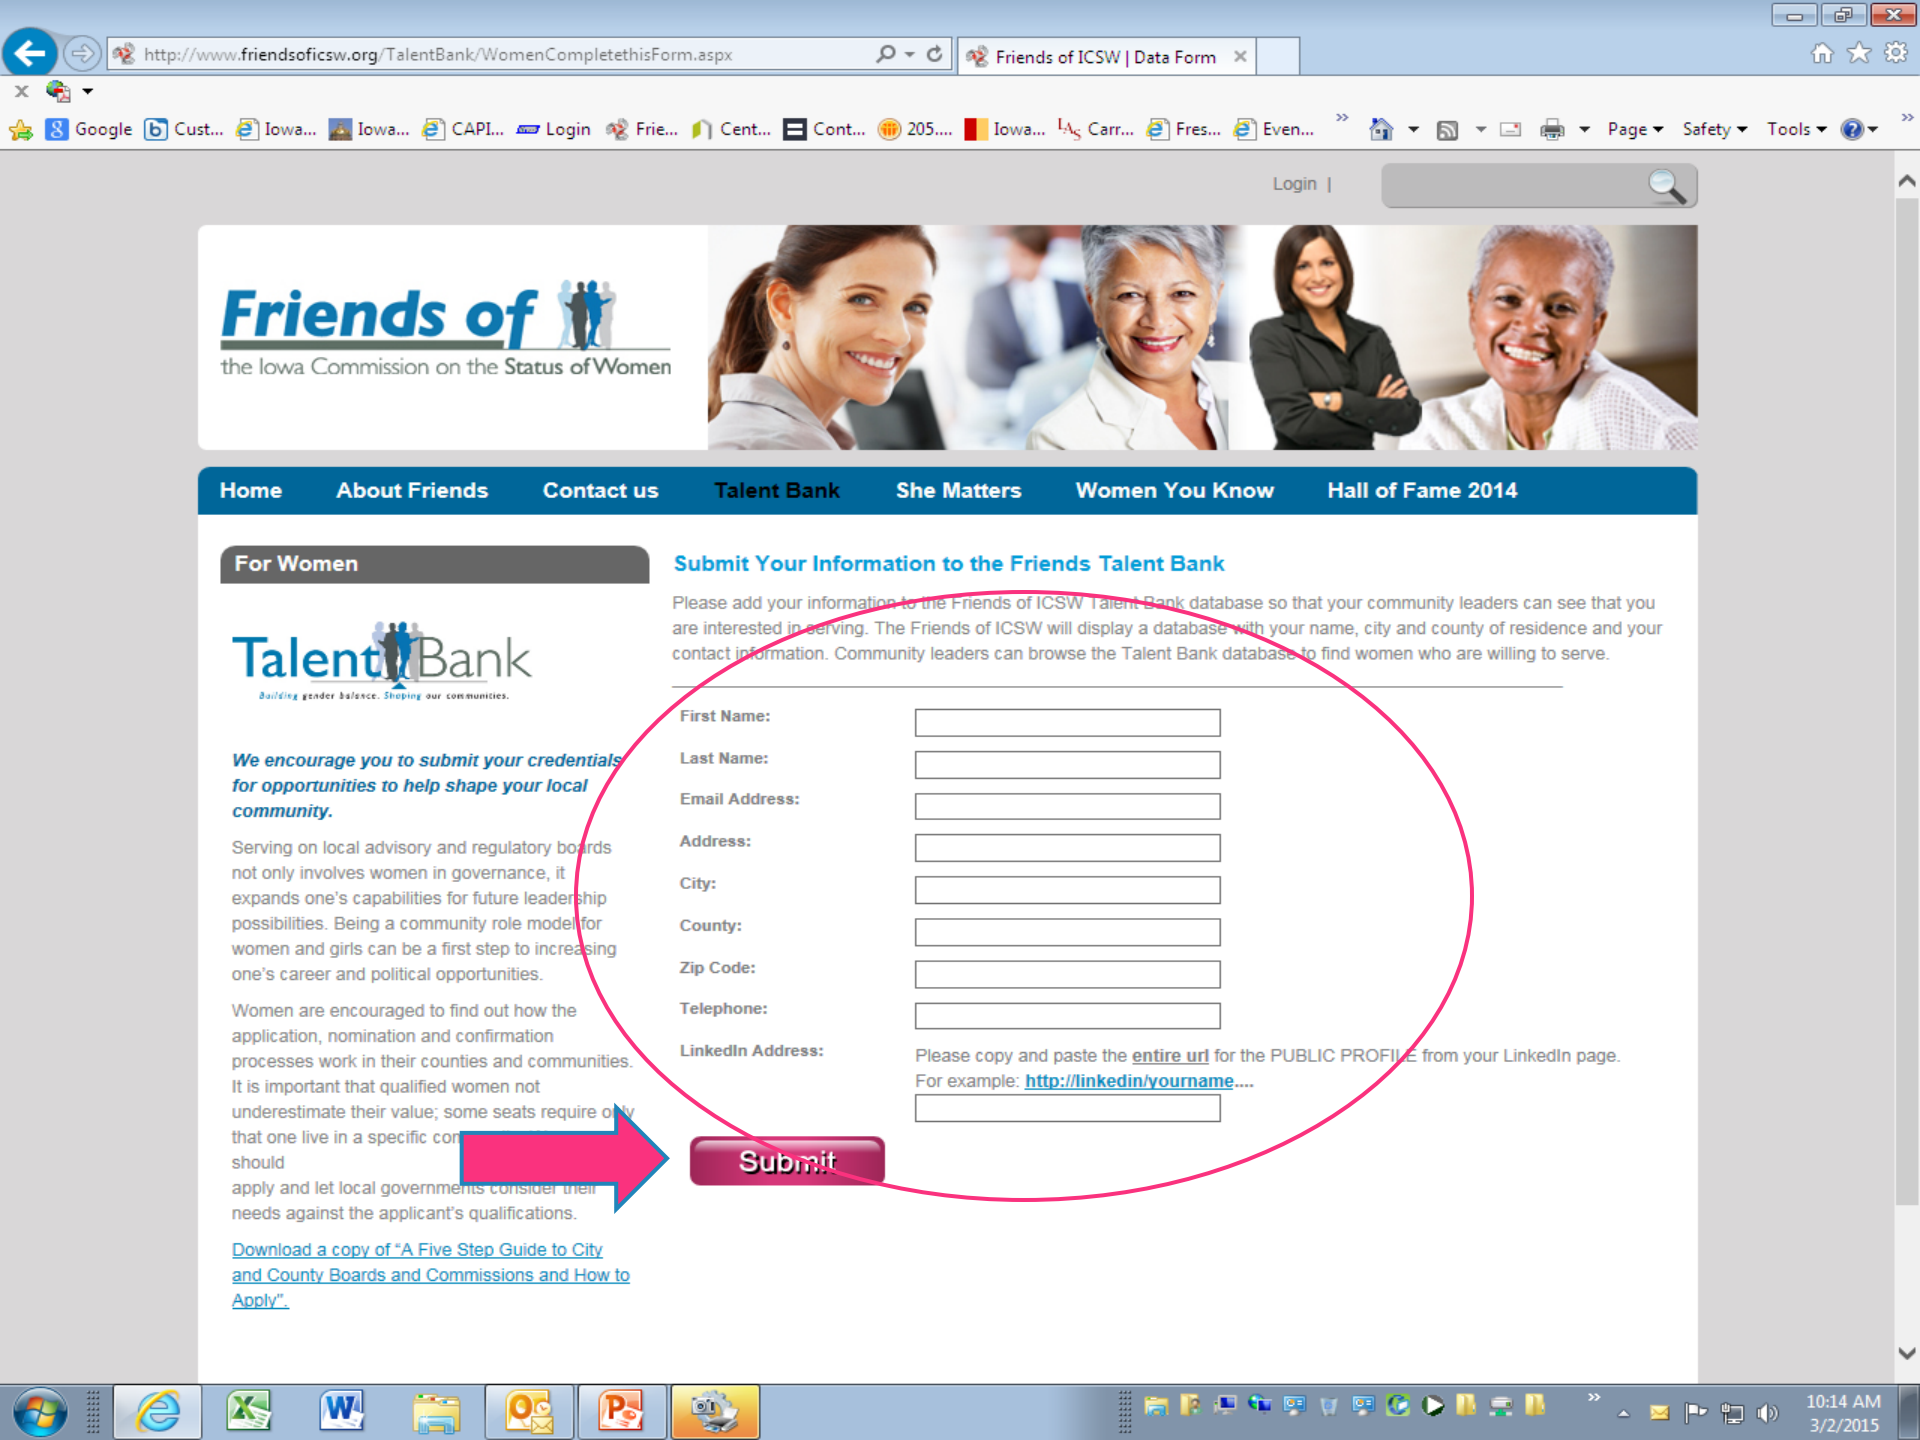 http://www.friendsoficsw.org/TalentBank/WomenCompletethisForm.aspx
Friends of ICSW | Data Form
Google Cust... Iowa... Iowa... CAPI... Login Frie... Cent... Cont... 205.... Iowa... Carr... Fres... Even... Page Safety Tools
Login |
Friends of
the Iowa Commission on the Status of Women
Home About Friends Contact us Talent Bank She Matters Women You Know Hall of Fame 2014
For Women
Talent Bank
Building gender balance. Shaping our communities.
We encourage you to submit your credentials
for opportunities to help shape your local
community.
Serving on local advisory and regulatory boards
not only involves women in governance, it
expands one's capabilities for future leadership
possibilities. Being a community role model for
women and girls can be a first step to increasing
one's career and political opportunities.
Women are encouraged to find out how the
application, nomination and confirmation
processes work in their counties and communities.
It is important that qualified women not
underestimate their value; some seats require only
that one live in a specific
should
apply and let local governments consider their
needs against the applicant's qualifications.
Download a copy of “A Five Step Guide to City
and County Boards and Commissions and How to
Apply”.
Submit Your Information to the Friends Talent Bank
Please add your information to the Friends of ICSW Talent Bank database so that your community leaders can see that you
are interested in serving. The Friends of ICSW will display a database with your name, city and county of residence and your
contact information. Community leaders can browse the Talent Bank database to find women who are willing to serve.
First Name:
Last Name:
Email Address:
Address:
City:
County:
Zip Code:
Telephone:
LinkedIn Address:
Please copy and paste the entire url for the PUBLIC PROFILE from your LinkedIn page.
For example: http://linkedin/yourname....
Submit
10:14 AM
3/2/2015